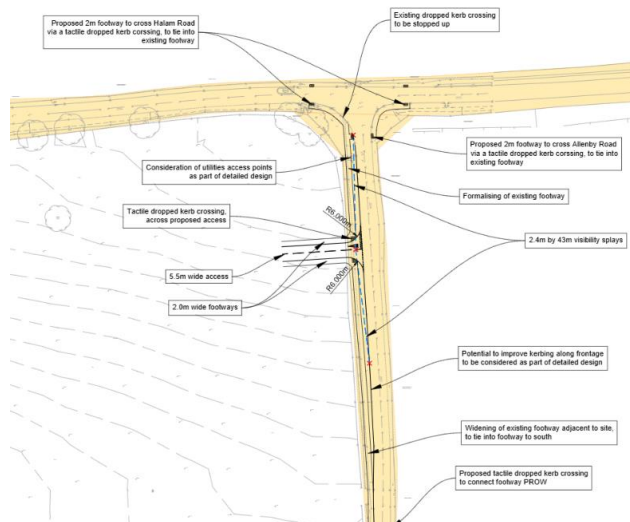 Proposed 2m footway to cross Halam Road
via a tactile dropped kerb corssing, to tie into
existing footway
Existing dropped kerb crossing
to be stopped up
Proposed 2m footway to cross Allenby Road
via a tactile dropped kerb corssing, to tie into
existing footway
Consideration of utilities access points
as part of detailed design
Formalising of existing footway
Tactile dropped kerb crossing,
across proposed access
R6.000m
2.4m by 43m visibility splays
5.5m wide access
R6.000m
2.0m wide footways
Potential to improve kerbing along frontage
to be considered as part of detailed design
Widening of existing footway adjacent to site,
to tie into footway to south
Proposed tactile dropped kerb crossing
to connect footway PROW